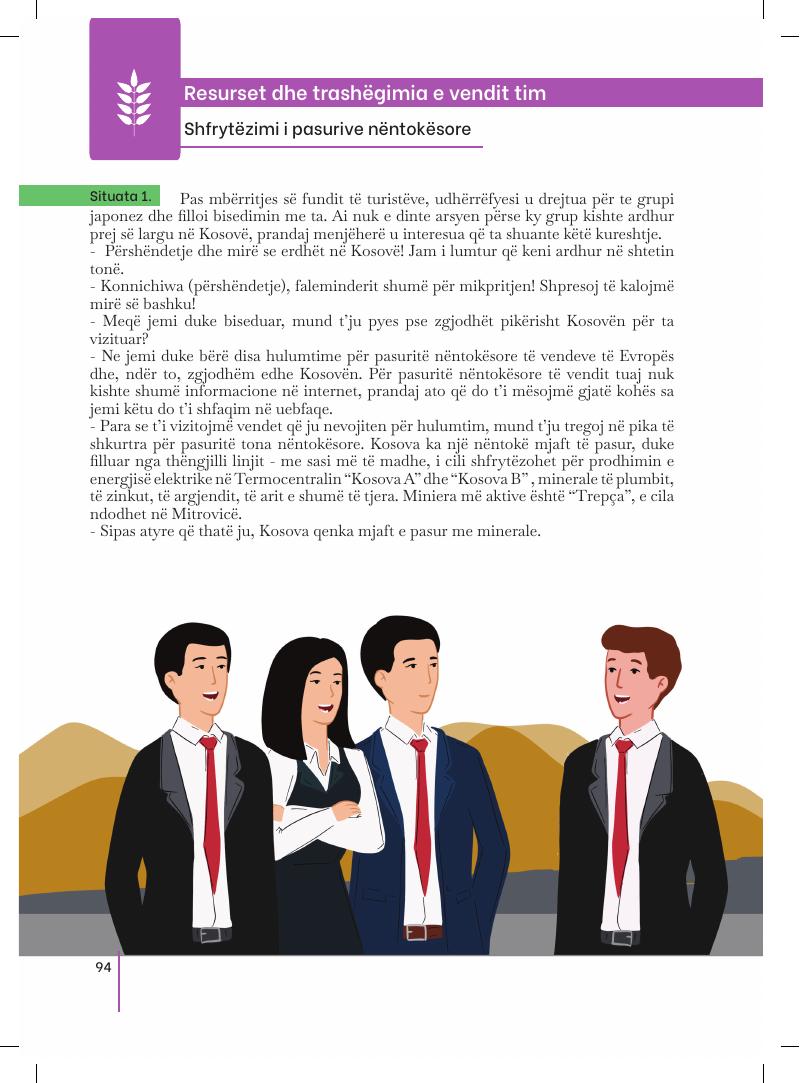 Resurset dhe trashëgimia e vendit tim
Shfrytëzimi i pasurive nëntokësore
Situata 1. Pas mbërritjes së fundit të turistëve, udhërrëfyesi u drejtua për te grupi
japonez dhe filloi bisedimin me ta. Ai nuk e dinte arsyen përse ky grup kishte ardhur
prej së largu në Kosovë, prandaj menjëherë u interesua që ta shuante këtë kureshtje.
- Përshëndetje dhe mirë se erdhët në Kosovë! Jam i lumtur që keni ardhur në shtetin
tonë.
- Konnichiwa (përshëndetje), faleminderit shumë për mikpritjen! Shpresoj të kalojmë
mirë së bashku!
- Meqë jemi duke biseduar, mund t’ju pyes pse zgjodhët pikërisht Kosovën për ta
vizituar?
- Ne jemi duke bërë disa hulumtime për pasuritë nëntokësore të vendeve të Evropës
dhe, ndër to, zgjodhëm edhe Kosovën. Për pasuritë nëntokësore të vendit tuaj nuk
kishte shumë informacione në internet, prandaj ato që do t’i mësojmë gjatë kohës sa
jemi këtu do t’i shfaqim në uebfaqe.
- Para se t’i vizitojmë vendet që ju nevojiten për hulumtim, mund t’ju tregoj në pika të
shkurtra për pasuritë tona nëntokësore. Kosova ka një nëntokë mjaft të pasur, duke
filluar nga thëngjilli linjit - me sasi më të madhe, i cili shfrytëzohet për prodhimin e
energjisë elektrike në Termocentralin “Kosova A” dhe “Kosova B” , minerale të plumbit,
të zinkut, të argjendit, të arit e shumë të tjera. Miniera më aktive është “Trepça”, e cila
ndodhet në Mitrovicë.
- Sipas atyre që thatë ju, Kosova qenka mjaft e pasur me minerale.
94